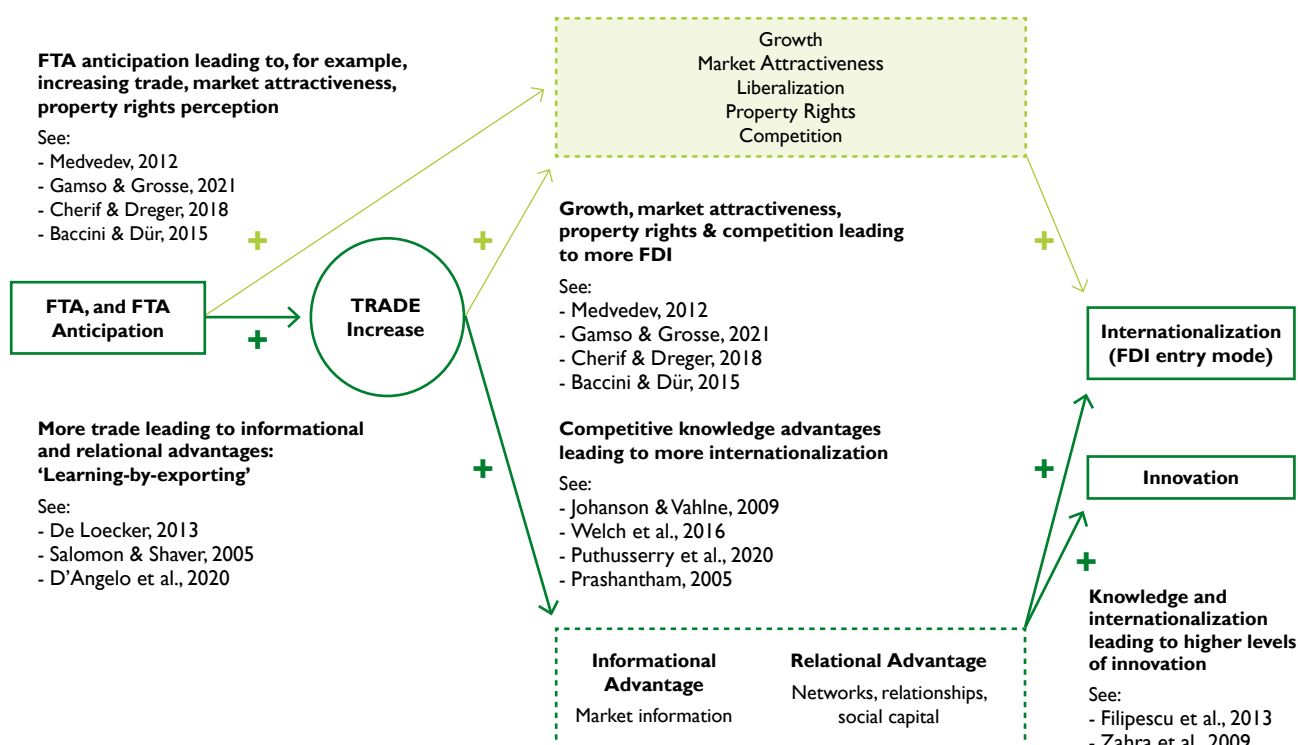 FTA anticipation leading to, for example,
increasing trade, market attractiveness,
property rights perception
See:
- Medvedev, 2012
- Gamso & Grosse, 2021
- Cherif & Dreger, 2018
- Baccini & Dür, 2015
Growth
Market Attractiveness
Liberalization
Property Rights
Competition
+
+
+
FTA, and FTA
Anticipation
+
TRADE
Increase
Growth, market attractiveness,
property rights & competition leading
to more FDI
See:
- Medvedev, 2012
- Gamso & Grosse, 2021
- Cherif & Dreger, 2018
- Baccini & Dür, 2015
Internationalization
(FDI entry mode)
More trade leading to informational
and relational advantages:
‘Learning-by-exporting’
See:
- De Loecker, 2013
- Salomon & Shaver, 2005
- D’Angelo et al., 2020
+
Competitive knowledge advantages
leading to more internationalization
See:
- Johanson & Vahlne, 2009
- Welch et al., 2016
- Puthusserry et al., 2020
- Prashantham, 2005
+
Innovation
+
Informational
Advantage
Market information
Relational Advantage
Networks, relationships,
social capital
Knowledge and
internationalization
leading to higher levels
of innovation
See:
- Filipescu et al., 2013
- Zahra et al., 2009